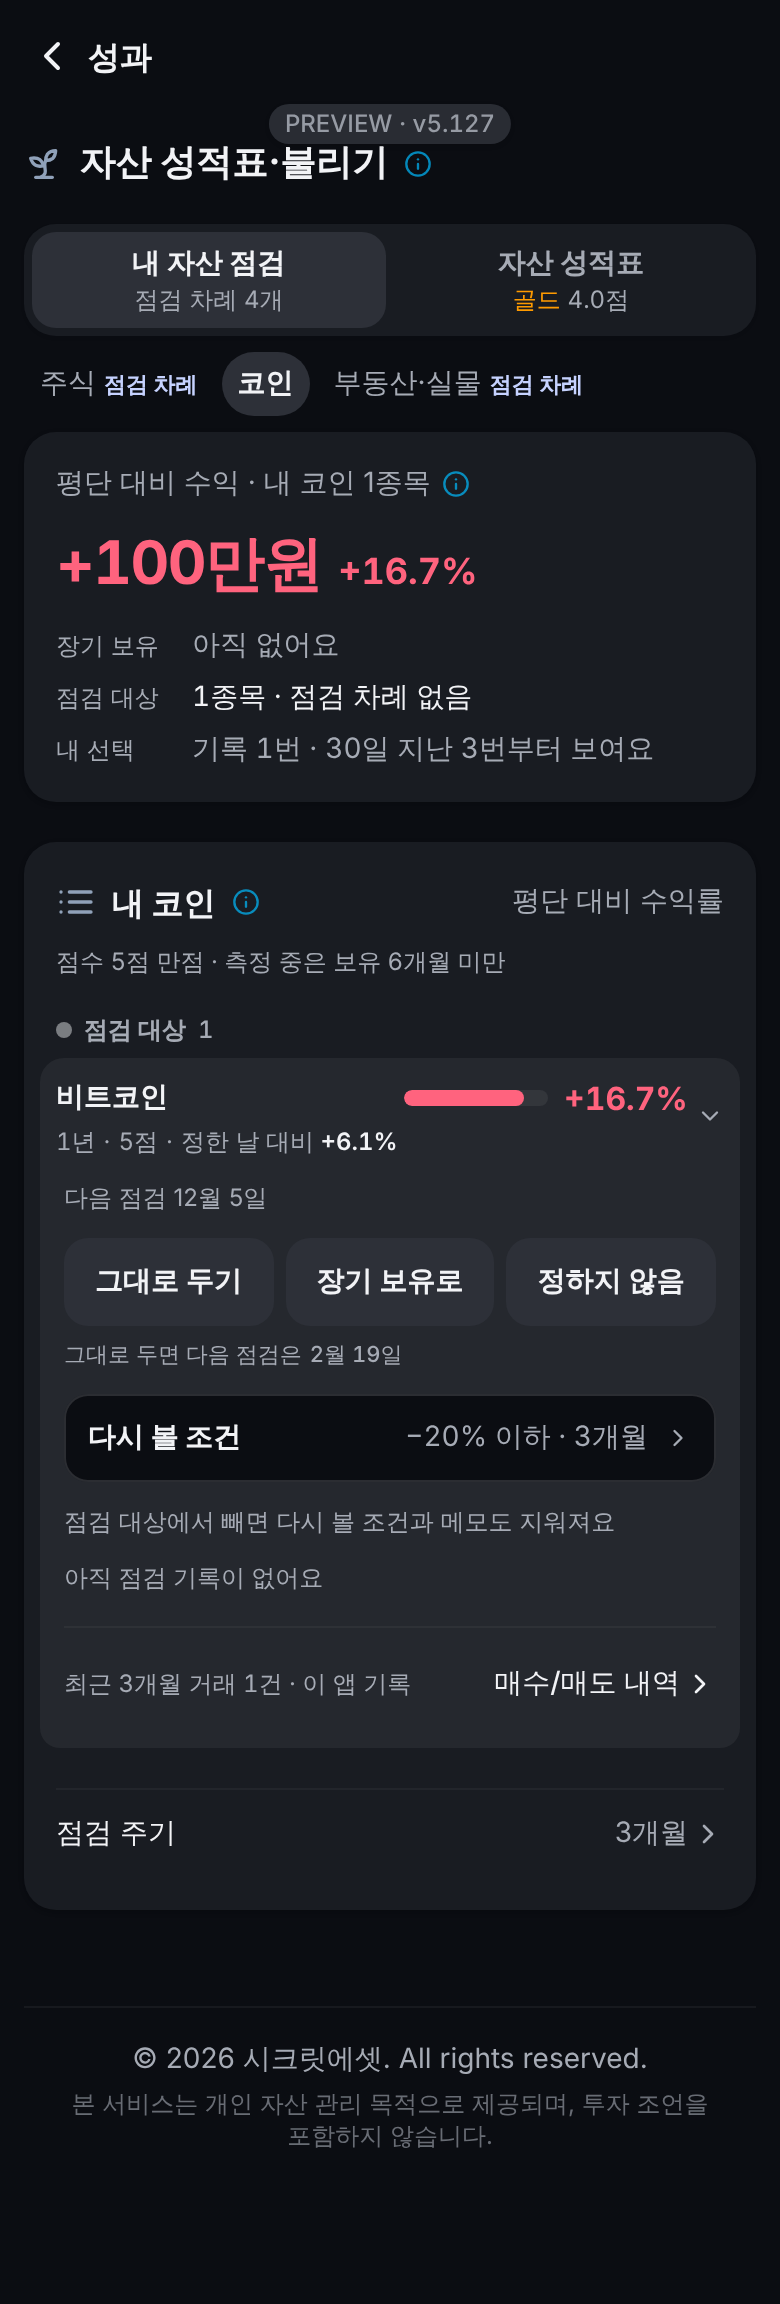 성과
PREVIEW · v5.127
자산 성적표·불리기
내 자산 점검
점검 차례 4개
자산 성적표
골드 4.0점
주식 점검 차례 코인 부동산·실물 점검 차례
평단 대비 수익 · 내 코인 1종목
+100만원 +16.7%
장기 보유 아직 없어요
점검 대상 1종목 · 점검 차례 없음
내 선택 기록 1번 · 30일 지난 3번부터 보여요
내 코인 평단 대비 수익률
점수 5점 만점 · 측정 중은 보유 6개월 미만
점검 대상 1
비트코인 +16.7%
1년 · 5점 · 정한 날 대비 +6.1%
다음 점검 12월 5일
그대로 두기 장기 보유로 정하지 않음
그대로 두면 다음 점검은 2월 19일
다시 볼 조건 −20% 이하 · 3개월
점검 대상에서 빼면 다시 볼 조건과 메모도 지워져요
아직 점검 기록이 없어요
최근 3개월 거래 1건 · 이 앱 기록 매수/매도 내역
점검 주기 3개월
© 2026 시크릿에셋. All rights reserved.
본 서비스는 개인 자산 관리 목적으로 제공되며, 투자 조언을
포함하지 않습니다.